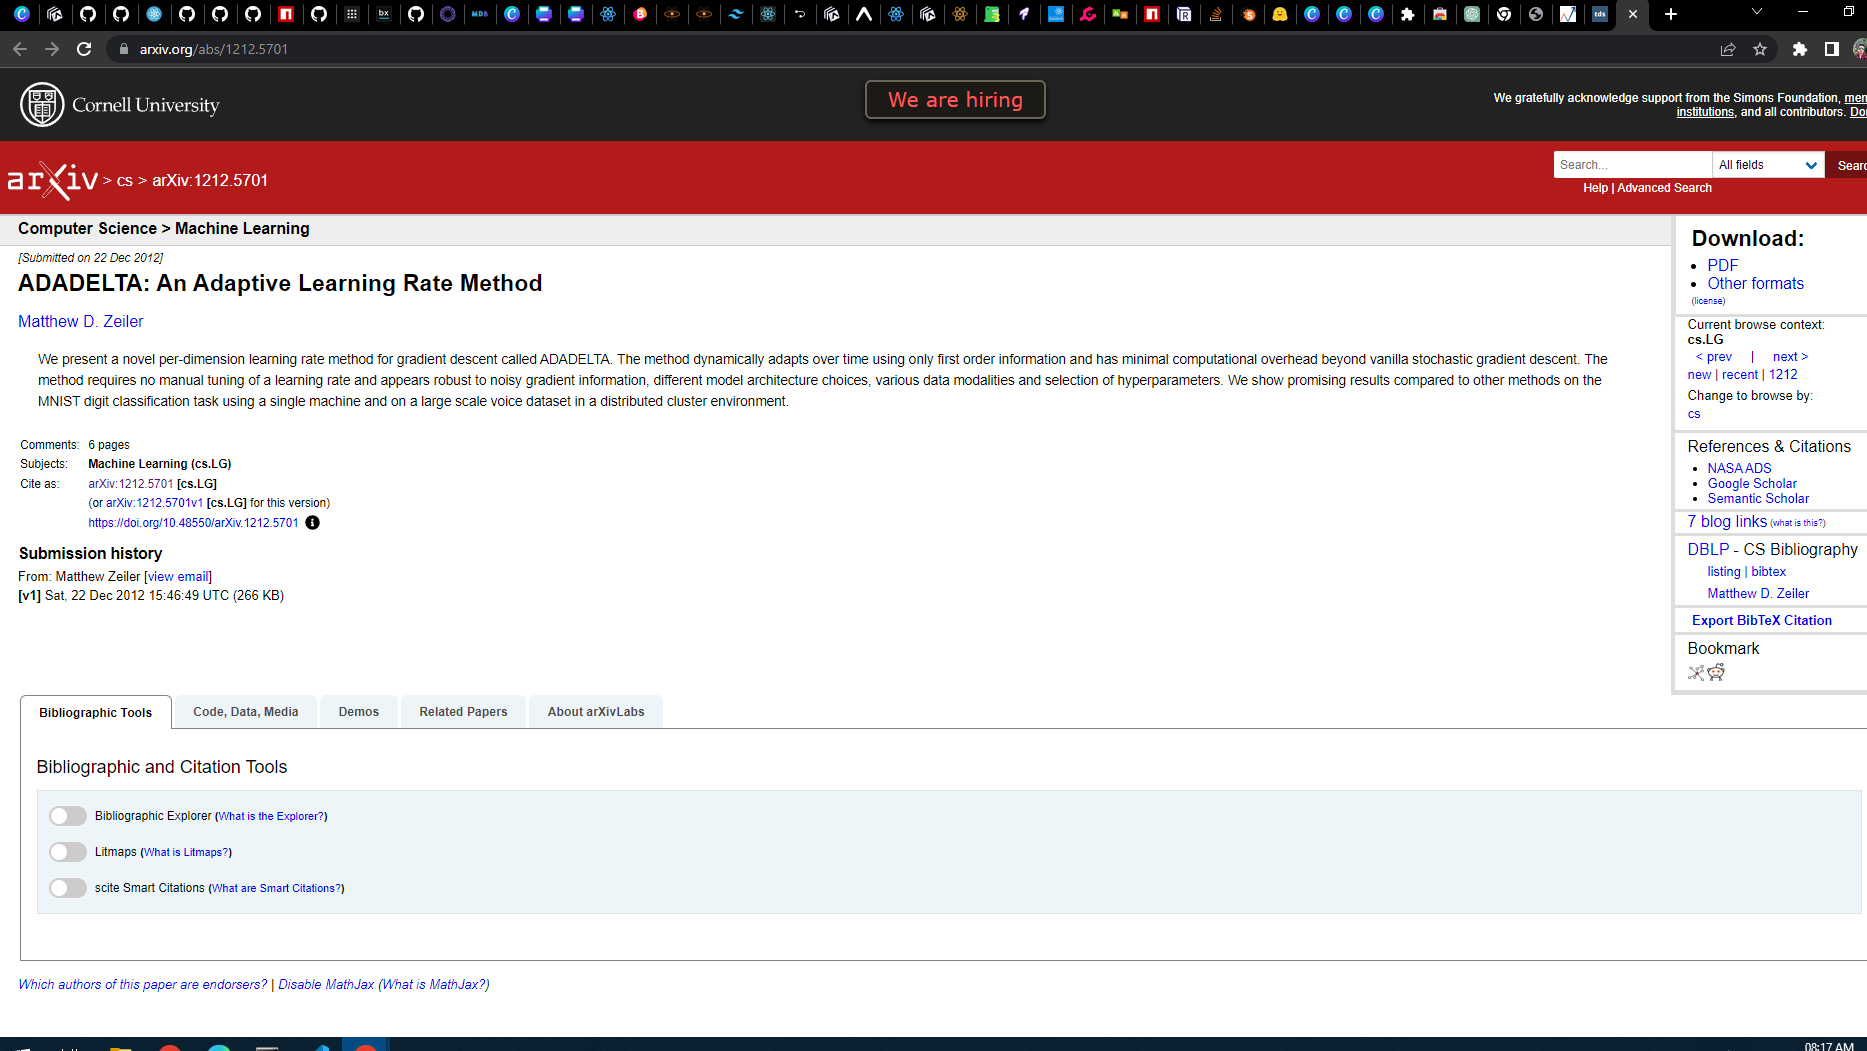 arxiv.org/abs/1212.5701
Cornell University
We are hiring
We gratefully acknowledge support from the Simons Foundation,
institutions, and all contributors.
arXiv > cs > arXiv:1212.5701
Search...
All fields
Help | Advanced Search
Computer Science > Machine Learning
[Submitted on 22 Dec 2012]
ADADELTA: An Adaptive Learning Rate Method
Matthew D. Zeiler
We present a novel per-dimension learning rate method for gradient descent called ADADELTA. The method dynamically adapts over time using only first order information and has minimal computational overhead beyond vanilla stochastic gradient descent. The
method requires no manual tuning of a learning rate and appears robust to noisy gradient information, different model architecture choices, various data modalities and selection of hyperparameters. We show promising results compared to other methods on the
MNIST digit classification task using a single machine and on a large scale voice dataset in a distributed cluster environment.
Comments: 6 pages
Subjects: Machine Learning (cs.LG)
Cite as: arXiv:1212.5701 [cs.LG]
(or arXiv:1212.5701v1 [cs.LG] for this version)
https://doi.org/10.48550/arXiv.1212.5701
Submission history
From: Matthew Zeiler [view email]
[v1] Sat, 22 Dec 2012 15:46:49 UTC (266 KB)
Download:
PDF
Other formats
(license)
Current browse context:
cs.LG
< prev | next >
new | recent | 1212
Change to browse by:
cs
References & Citations
NASA ADS
Google Scholar
Semantic Scholar
7 blog links (what is this?)
DBLP - CS Bibliography
listing | bibtex
Matthew D. Zeiler
Export BibTeX Citation
Bookmark
Bibliographic Tools
Code, Data, Media
Demos
Related Papers
About arXivLabs
Bibliographic and Citation Tools
Bibliographic Explorer (What is the Explorer?)
Litmaps (What is Litmaps?)
scite Smart Citations (What are Smart Citations?)
Which authors of this paper are endorsers? | Disable MathJax (What is MathJax?)
08:17 AM